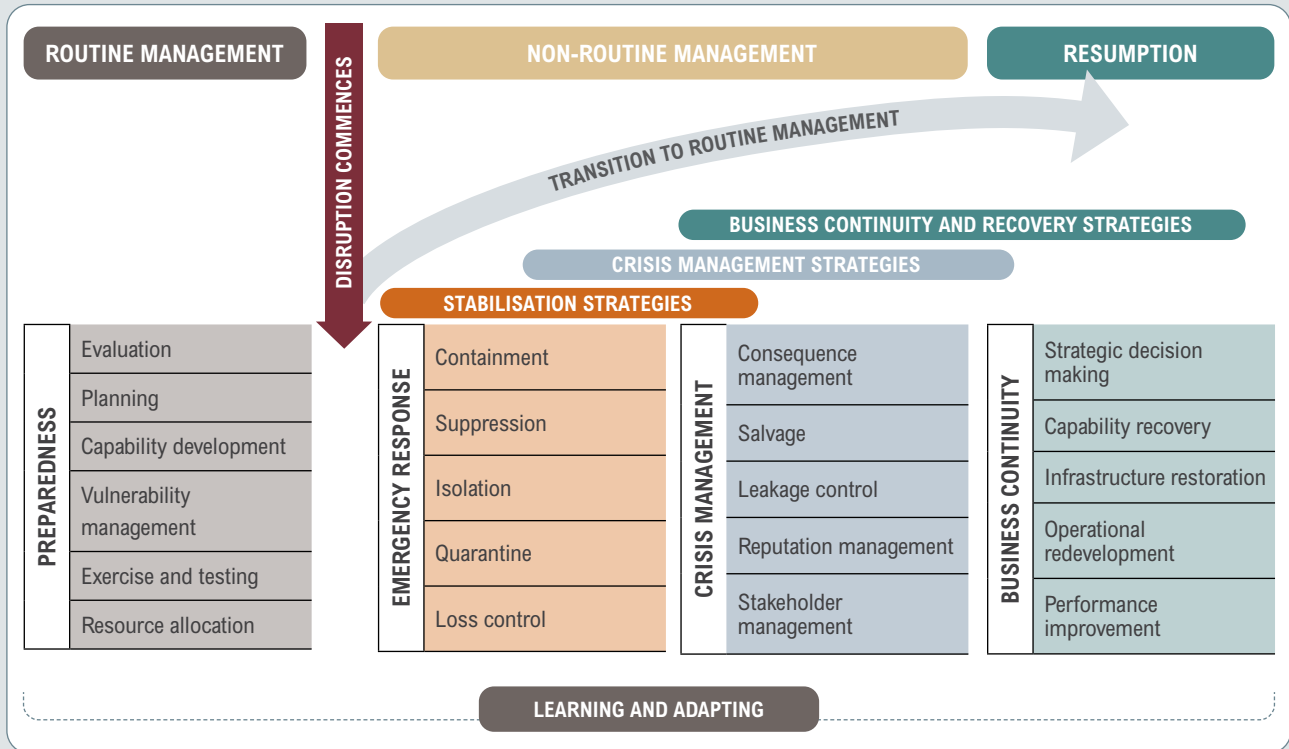 ROUTINE MANAGEMENT
NON-ROUTINE MANAGEMENT
RESUMPTION
DISRUPTION COMMENCES
TRANSITION TO ROUTINE MANAGEMENT
BUSINESS CONTINUITY AND RECOVERY STRATEGIES
CRISIS MANAGEMENT STRATEGIES
STABILISATION STRATEGIES
PREPAREDNESS
Evaluation
Planning
Capability development
Vulnerability
management
Exercise and testing
Resource allocation
EMERGENCY RESPONSE
Containment
Suppression
Isolation
Quarantine
Loss control
CRISIS MANAGEMENT
Consequence
management
Salvage
Leakage control
Reputation management
Stakeholder
management
BUSINESS CONTINUITY
Strategic decision
making
Capability recovery
Infrastructure restoration
Operational
redevelopment
Performance
improvement
LEARNING AND ADAPTING